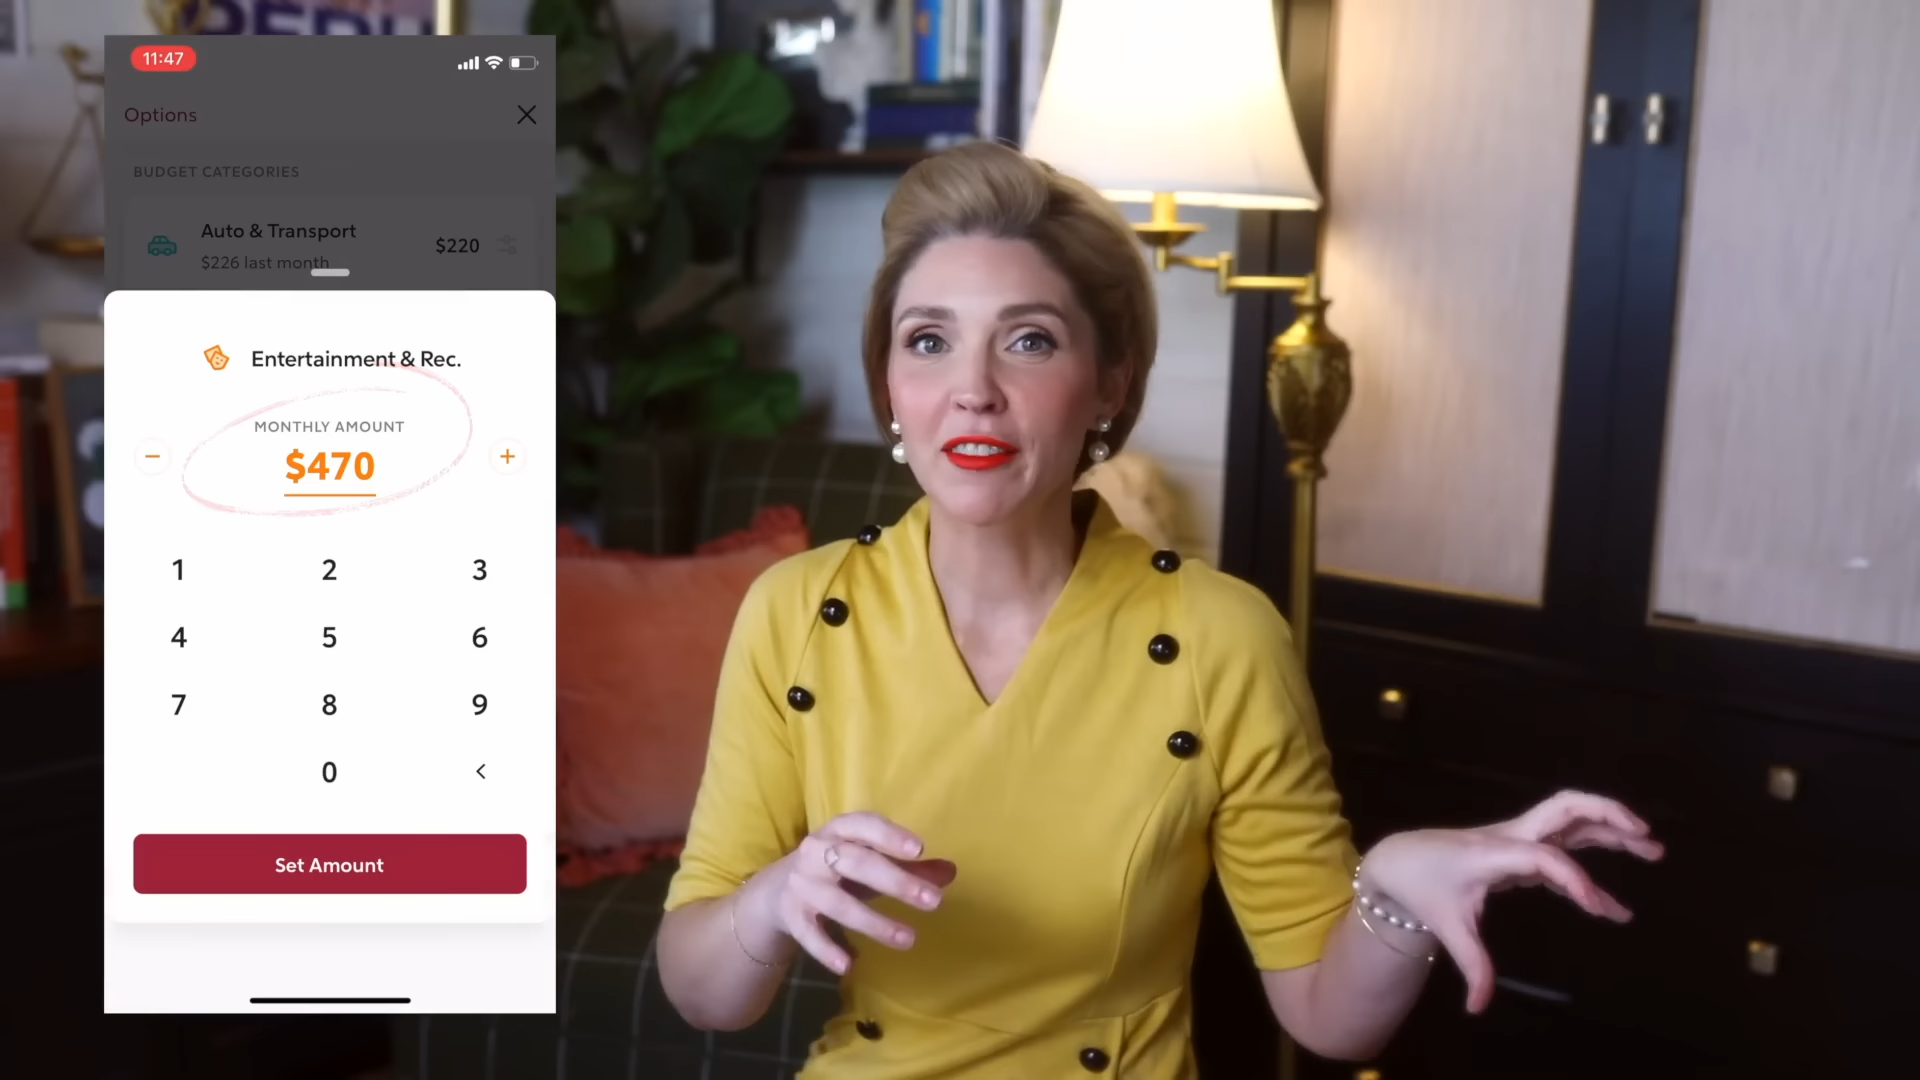 11:47
Options
BUDGET CATEGORIES
Auto & Transport
$220
$226 last month
Entertainment & Rec.
MONTHLY AMOUNT
$470
1 2 3
4 5 6
7 8 9
0
Set Amount